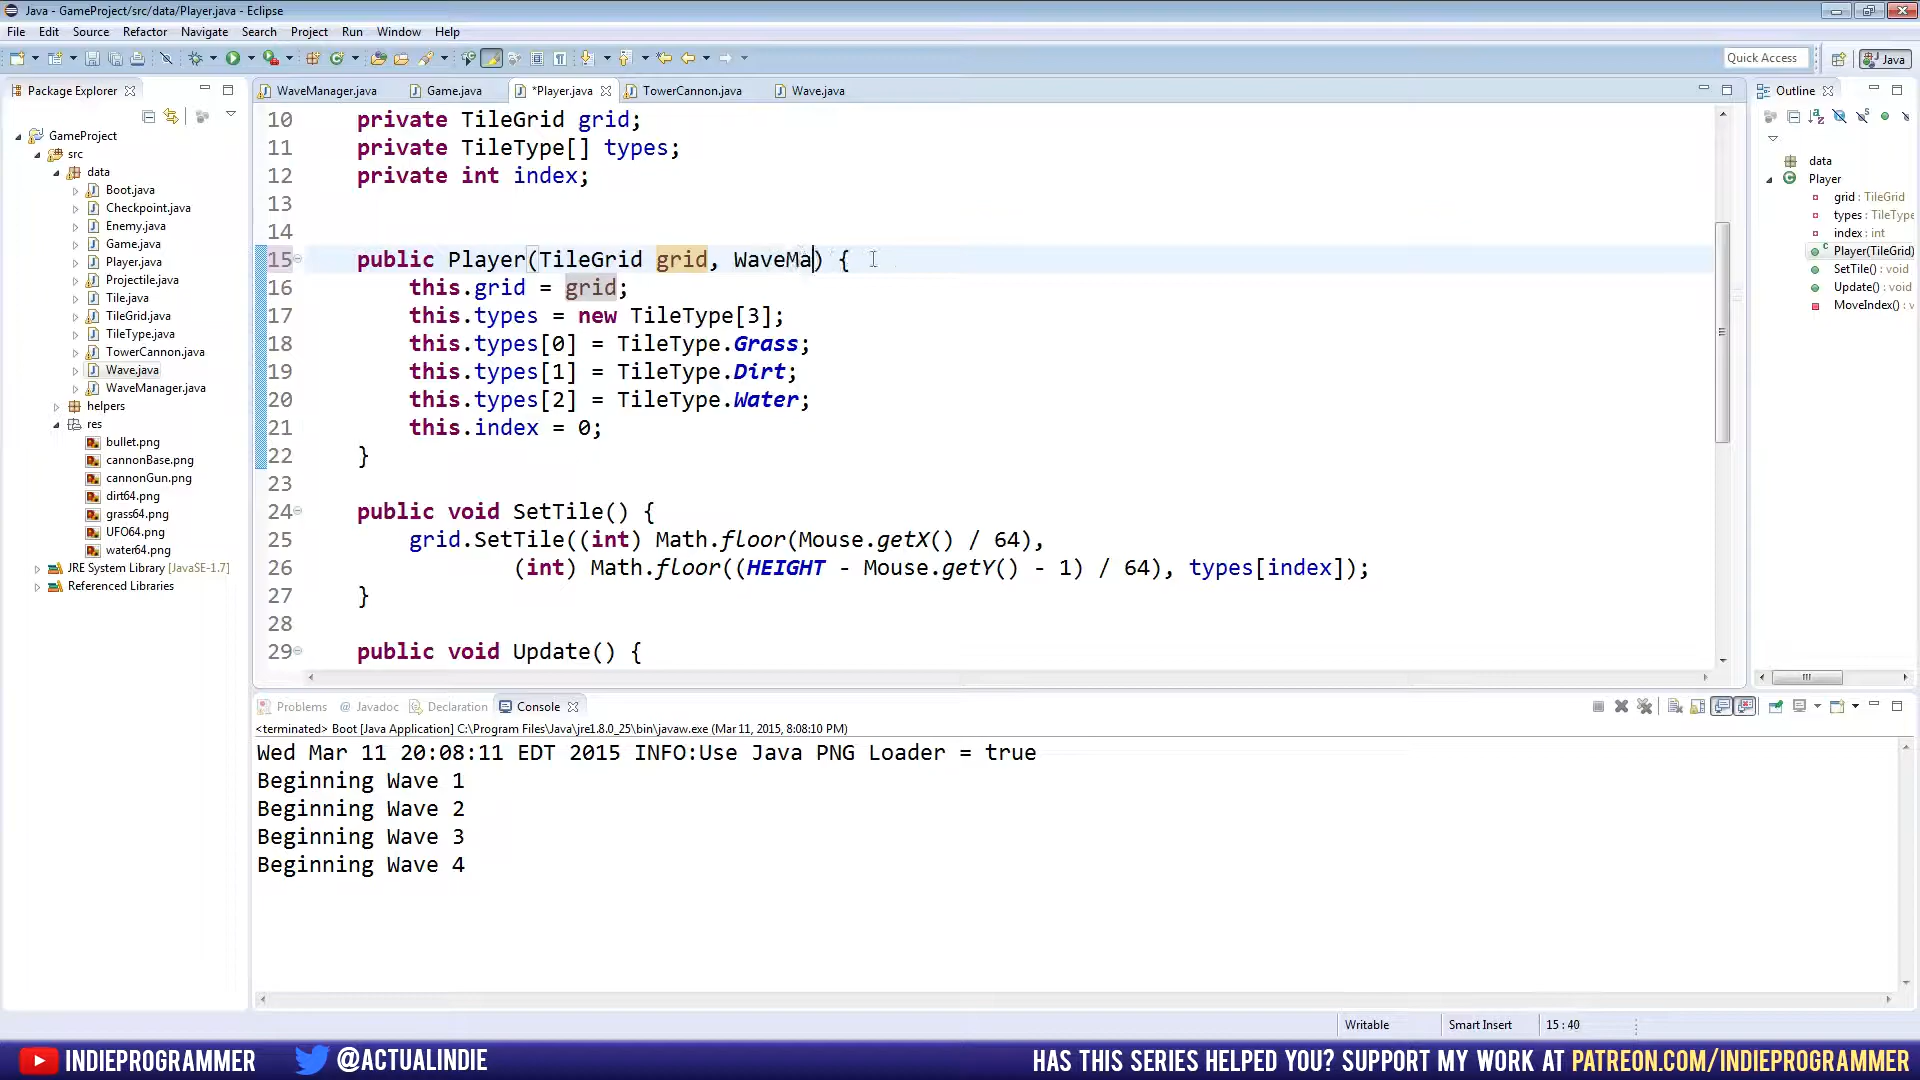 Java - GameProject/src/data/Player.java - Eclipse
File Edit Source Refactor Navigate Search Project Run Window Help
Quick Access
Java
Package Explorer
WaveManager.java
Game.java
*Player.java
TowerCannon.java
Wave.java
Outline
GameProject
src
data
Boot.java
Checkpoint.java
Enemy.java
Game.java
Player.java
Projectile.java
Tile.java
TileGrid.java
TileType.java
TowerCannon.java
Wave.java
WaveManager.java
helpers
res
bullet.png
cannonBase.png
cannonGun.png
dirt64.png
grass64.png
UFO64.png
water64.png
JRE System Library [JavaSE-1.7]
Referenced Libraries
10 private TileGrid grid;
11 private TileType[] types;
12 private int index;
13
14
15 public Player(TileGrid grid, WaveMa) {
16 this.grid = grid;
17 this.types = new TileType[3];
18 this.types[0] = TileType.Grass;
19 this.types[1] = TileType.Dirt;
20 this.types[2] = TileType.Water;
21 this.index = 0;
22 }
23
24 public void SetTile() {
25 grid.SetTile((int) Math.floor(Mouse.getX() / 64),
26 (int) Math.floor((HEIGHT - Mouse.getY() - 1) / 64), types[index]);
27 }
28
29 public void Update() {
data
Player
grid : TileGrid
types : TileType
index : int
Player(TileGrid)
SetTile() : void
Update() : void
MoveIndex() : void
Problems @ Javadoc Declaration Console
<terminated> Boot [Java Application] C:\Program Files\Java\jre1.8.0_25\bin\javaw.exe (Mar 11, 2015, 8:08:10 PM)
Wed Mar 11 20:08:11 EDT 2015 INFO:Use Java PNG Loader = true
Beginning Wave 1
Beginning Wave 2
Beginning Wave 3
Beginning Wave 4
Writable Smart Insert 15 : 40
INDIEPROGRAMMER @ACTUALINDIE HAS THIS SERIES HELPED YOU? SUPPORT MY WORK AT PATREON.COM/INDIEPROGRAMMER